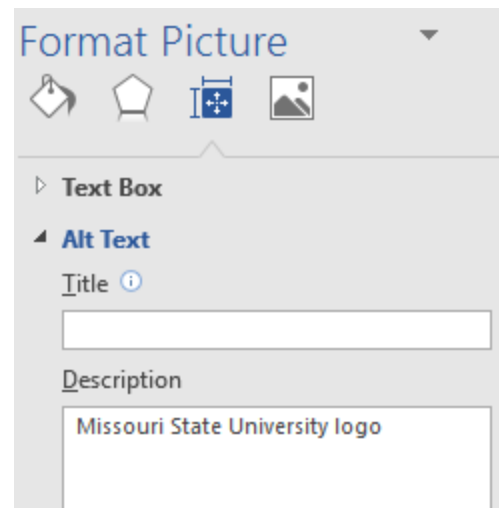 Format Picture
Text Box
Alt Text
Title
Description
Missouri State University logo